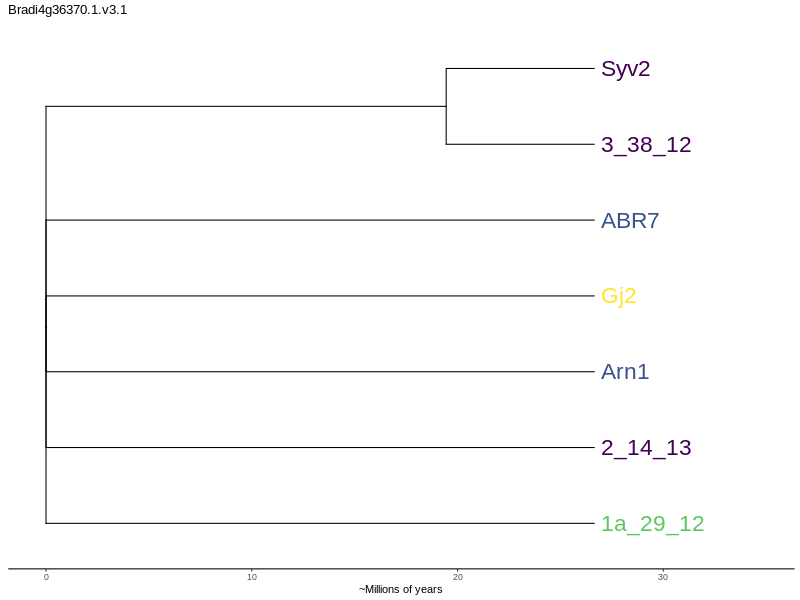 Bradi4g36370.1.v3.1
Syv2
3_38_12
ABR7
Gj2
Arn1
2_14_13
1a_29_12
0 10 20 30
~Millions of years